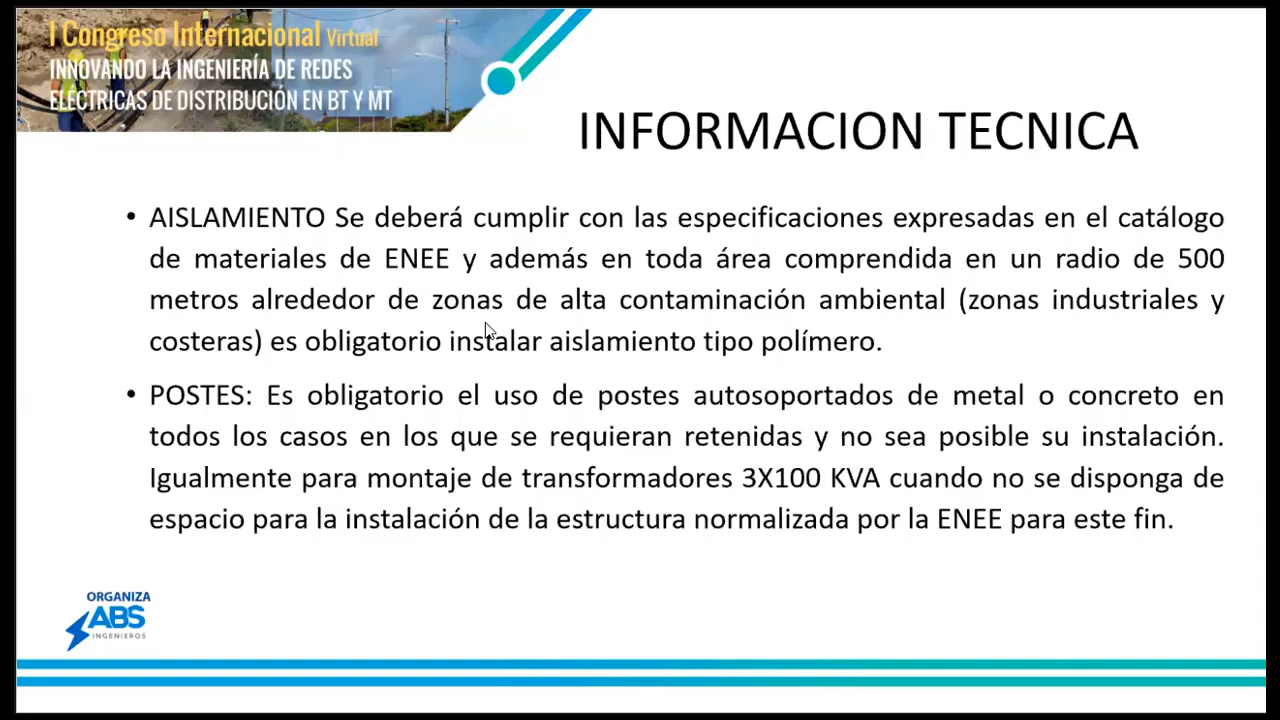 I Congreso Internacional Virtual
INNOVANDO LA INGENIERÍA DE REDES
ELÉCTRICAS DE DISTRIBUCIÓN EN BT Y MT
INFORMACION TECNICA
• AISLAMIENTO Se deberá cumplir con las especificaciones expresadas en el catálogo
de materiales de ENEE y además en toda área comprendida en un radio de 500
metros alrededor de zonas de alta contaminación ambiental (zonas industriales y
costeras) es obligatorio instalar aislamiento tipo polímero.
• POSTES: Es obligatorio el uso de postes autosoportados de metal o concreto en
todos los casos en los que se requieran retenidas y no sea posible su instalación.
Igualmente para montaje de transformadores 3X100 KVA cuando no se disponga de
espacio para la instalación de la estructura normalizada por la ENEE para este fin.
ORGANIZA
ABS
INGENIEROS